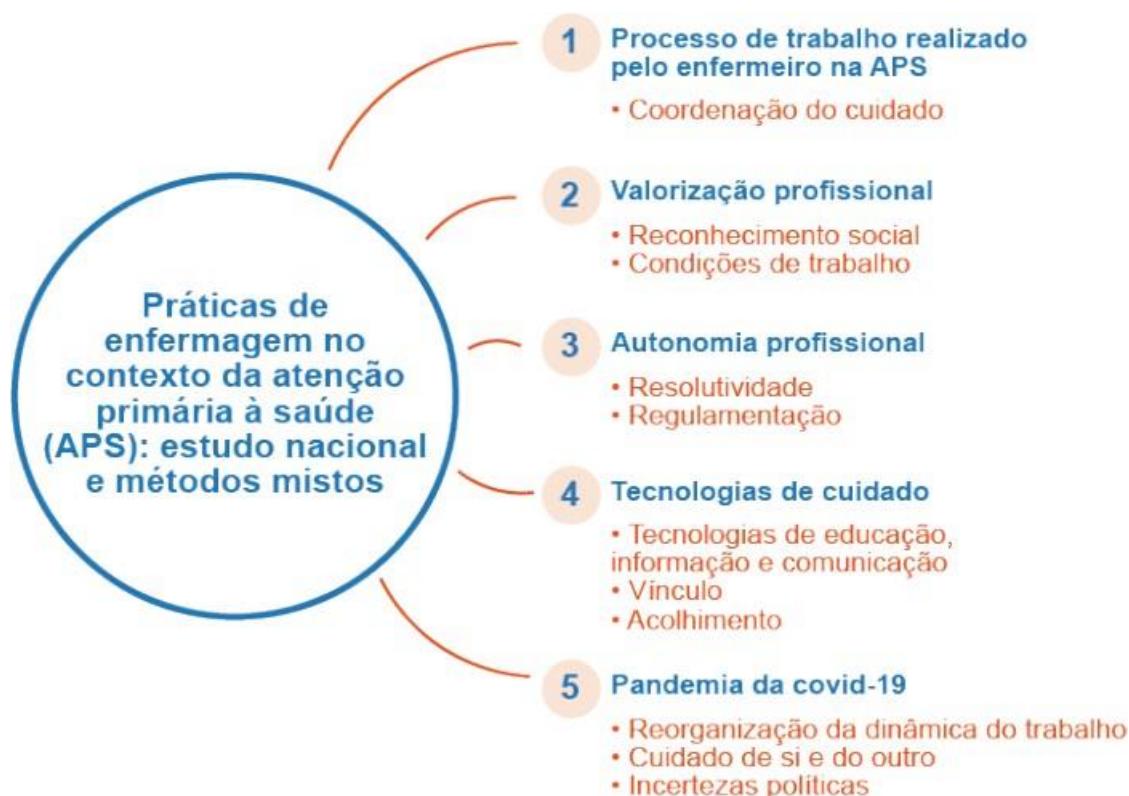 Práticas de
enfermagem no
contexto da atenção
primária à saúde
(APS): estudo nacional
e métodos mistos
1
Processo de trabalho realizado
pelo enfermeiro na APS
• Coordenação do cuidado
2
Valorização profissional
• Reconhecimento social
• Condições de trabalho
3
Autonomia profissional
• Resolutividade
• Regulamentação
4
Tecnologias de cuidado
• Tecnologias de educação,
informação e comunicação
• Vínculo
• Acolhimento
5
Pandemia da covid-19
• Reorganização da dinâmica do trabalho
• Cuidado de si e do outro
• Incertezas políticas